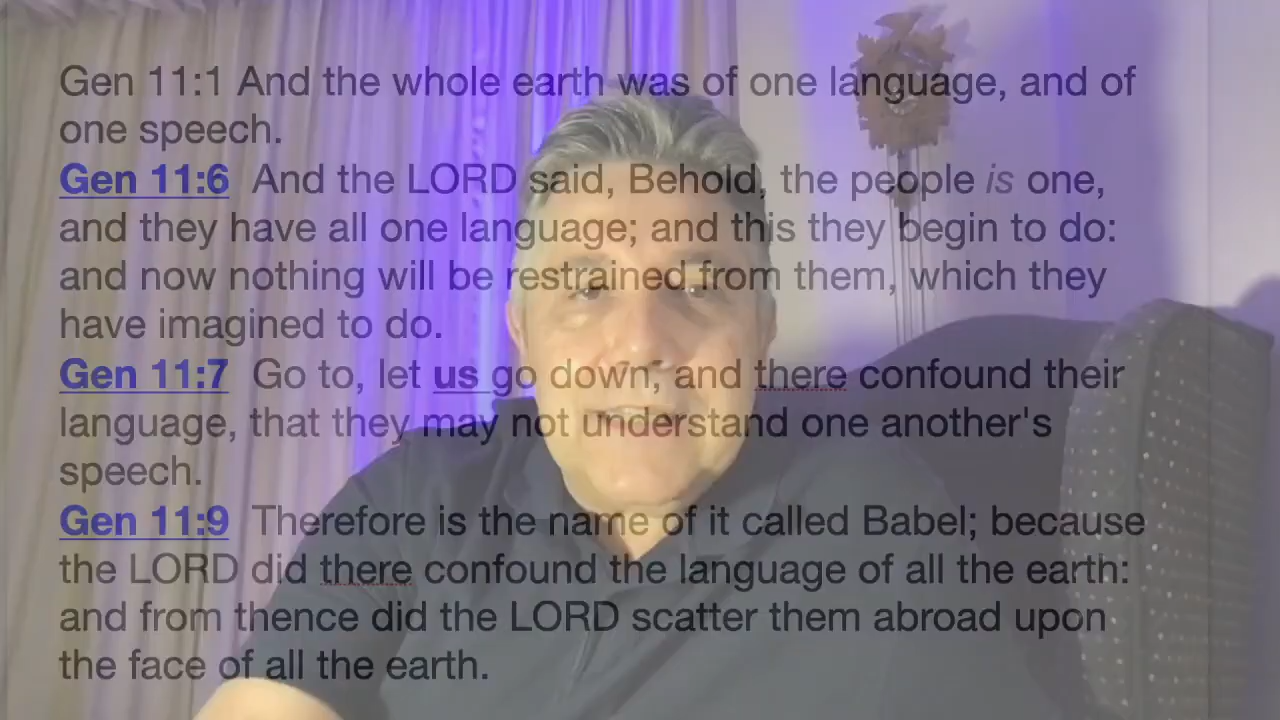 Gen 11:1 And the whole earth was of one language, and of
one speech.
Gen 11:6 And the LORD said, Behold, the people is one,
and they have all one language; and this they begin to do:
and now nothing will be restrained from them, which they
have imagined to do.
Gen 11:7 Go to, let us go down, and there confound their
language, that they may not understand one another's
speech.
Gen 11:9 Therefore is the name of it called Babel; because
the LORD did there confound the language of all the earth:
and from thence did the LORD scatter them abroad upon
the face of all the earth.